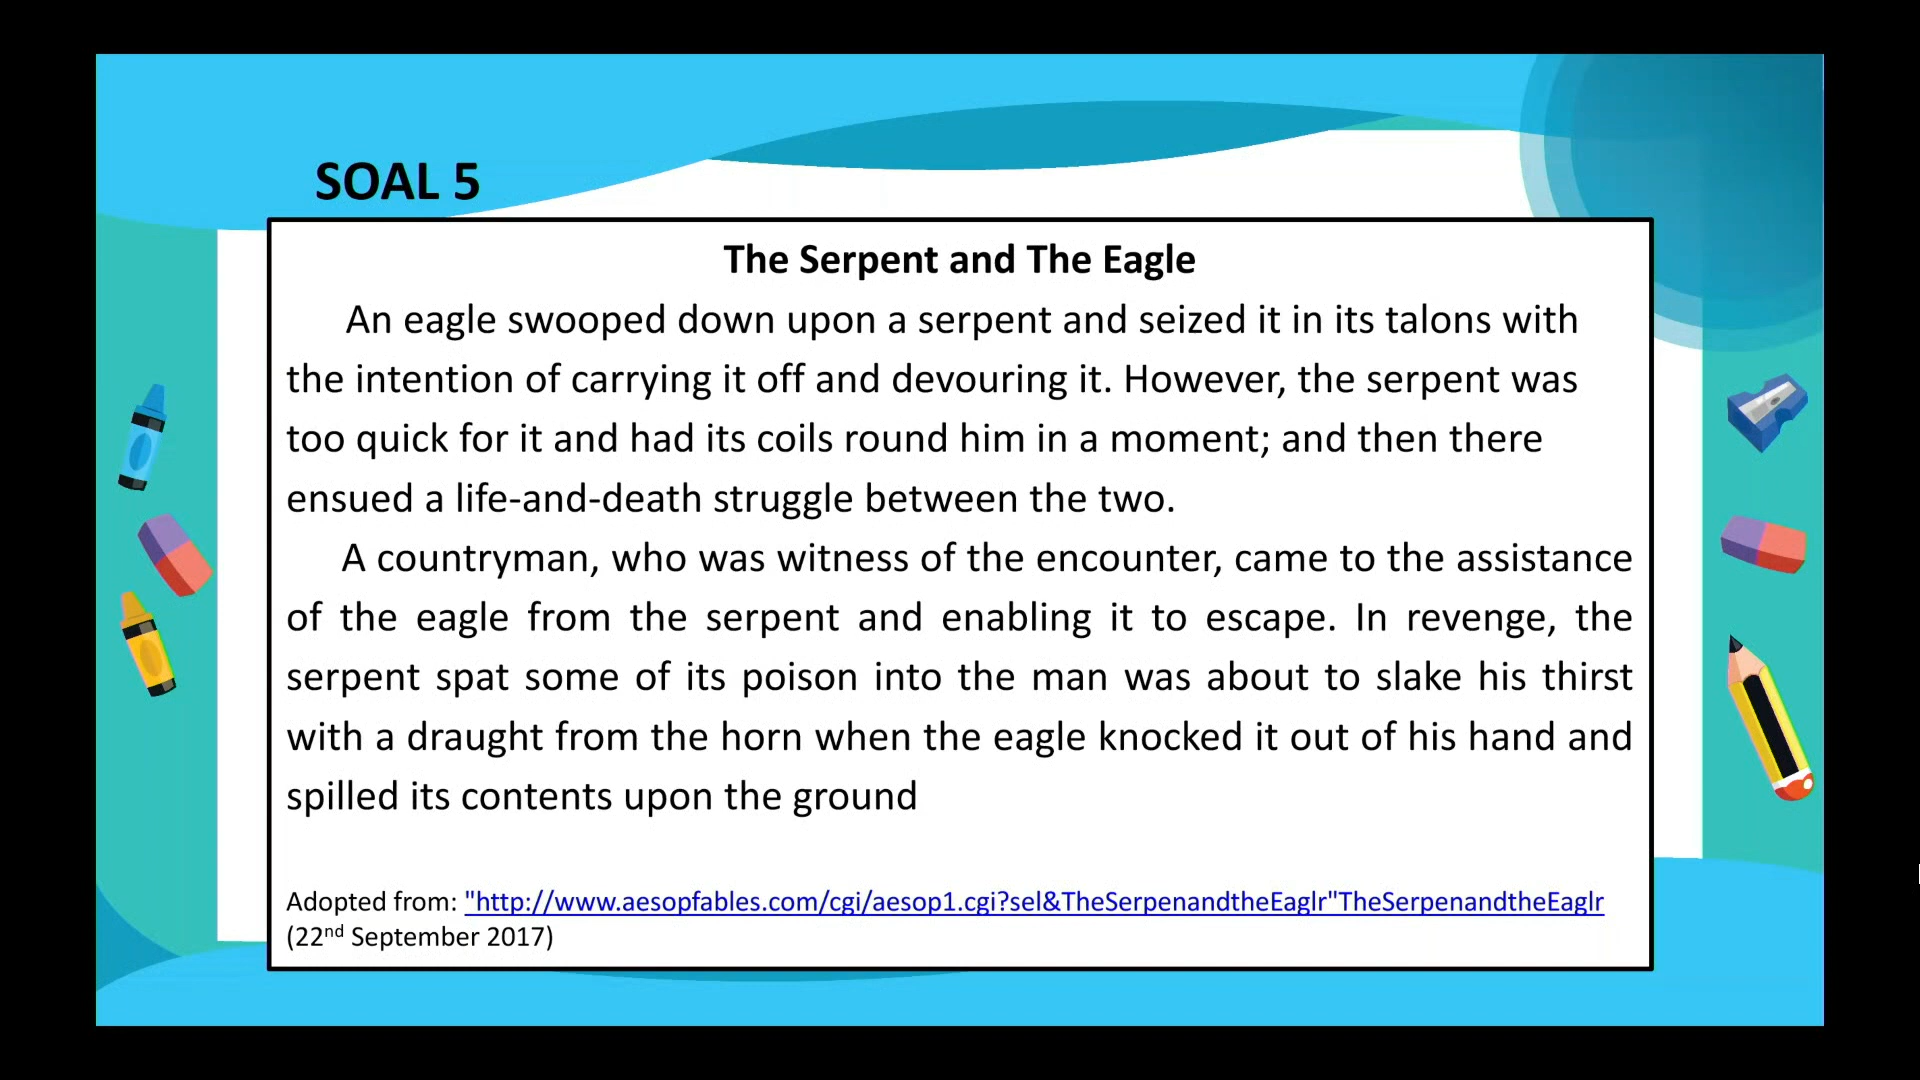 SOAL 5
The Serpent and The Eagle
An eagle swooped down upon a serpent and seized it in its talons with
the intention of carrying it off and devouring it. However, the serpent was
too quick for it and had its coils round him in a moment; and then there
ensued a life-and-death struggle between the two.
A countryman, who was witness of the encounter, came to the assistance
of the eagle from the serpent and enabling it to escape. In revenge, the
serpent spat some of its poison into the man was about to slake his thirst
with a draught from the horn when the eagle knocked it out of his hand and
spilled its contents upon the ground
Adopted from: "http://www.aesopfables.com/cgi/aesop1.cgi?sel&TheSerpenandtheEaglr"TheSerpenandtheEaglr
(22nd September 2017)